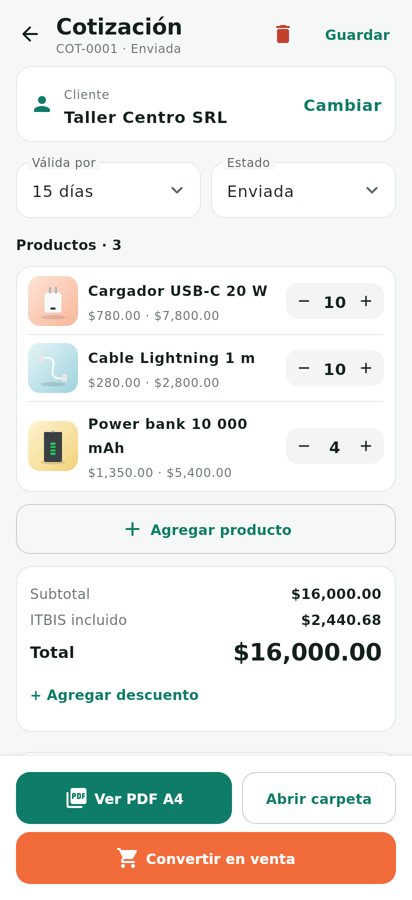 Cotización
COT-0001 · Enviada
Guardar
Cliente
Taller Centro SRL
Cambiar
Válida por
15 días
Estado
Enviada
Productos · 3
Cargador USB-C 20 W
$780.00 · $7,800.00
− 10 +
Cable Lightning 1 m
$280.00 · $2,800.00
− 10 +
Power bank 10 000
mAh
$1,350.00 · $5,400.00
− 4 +
+ Agregar producto
Subtotal $16,000.00
ITBIS incluido $2,440.68
Total $16,000.00
+ Agregar descuento
PDF Ver PDF A4
Abrir carpeta
Convertir en venta